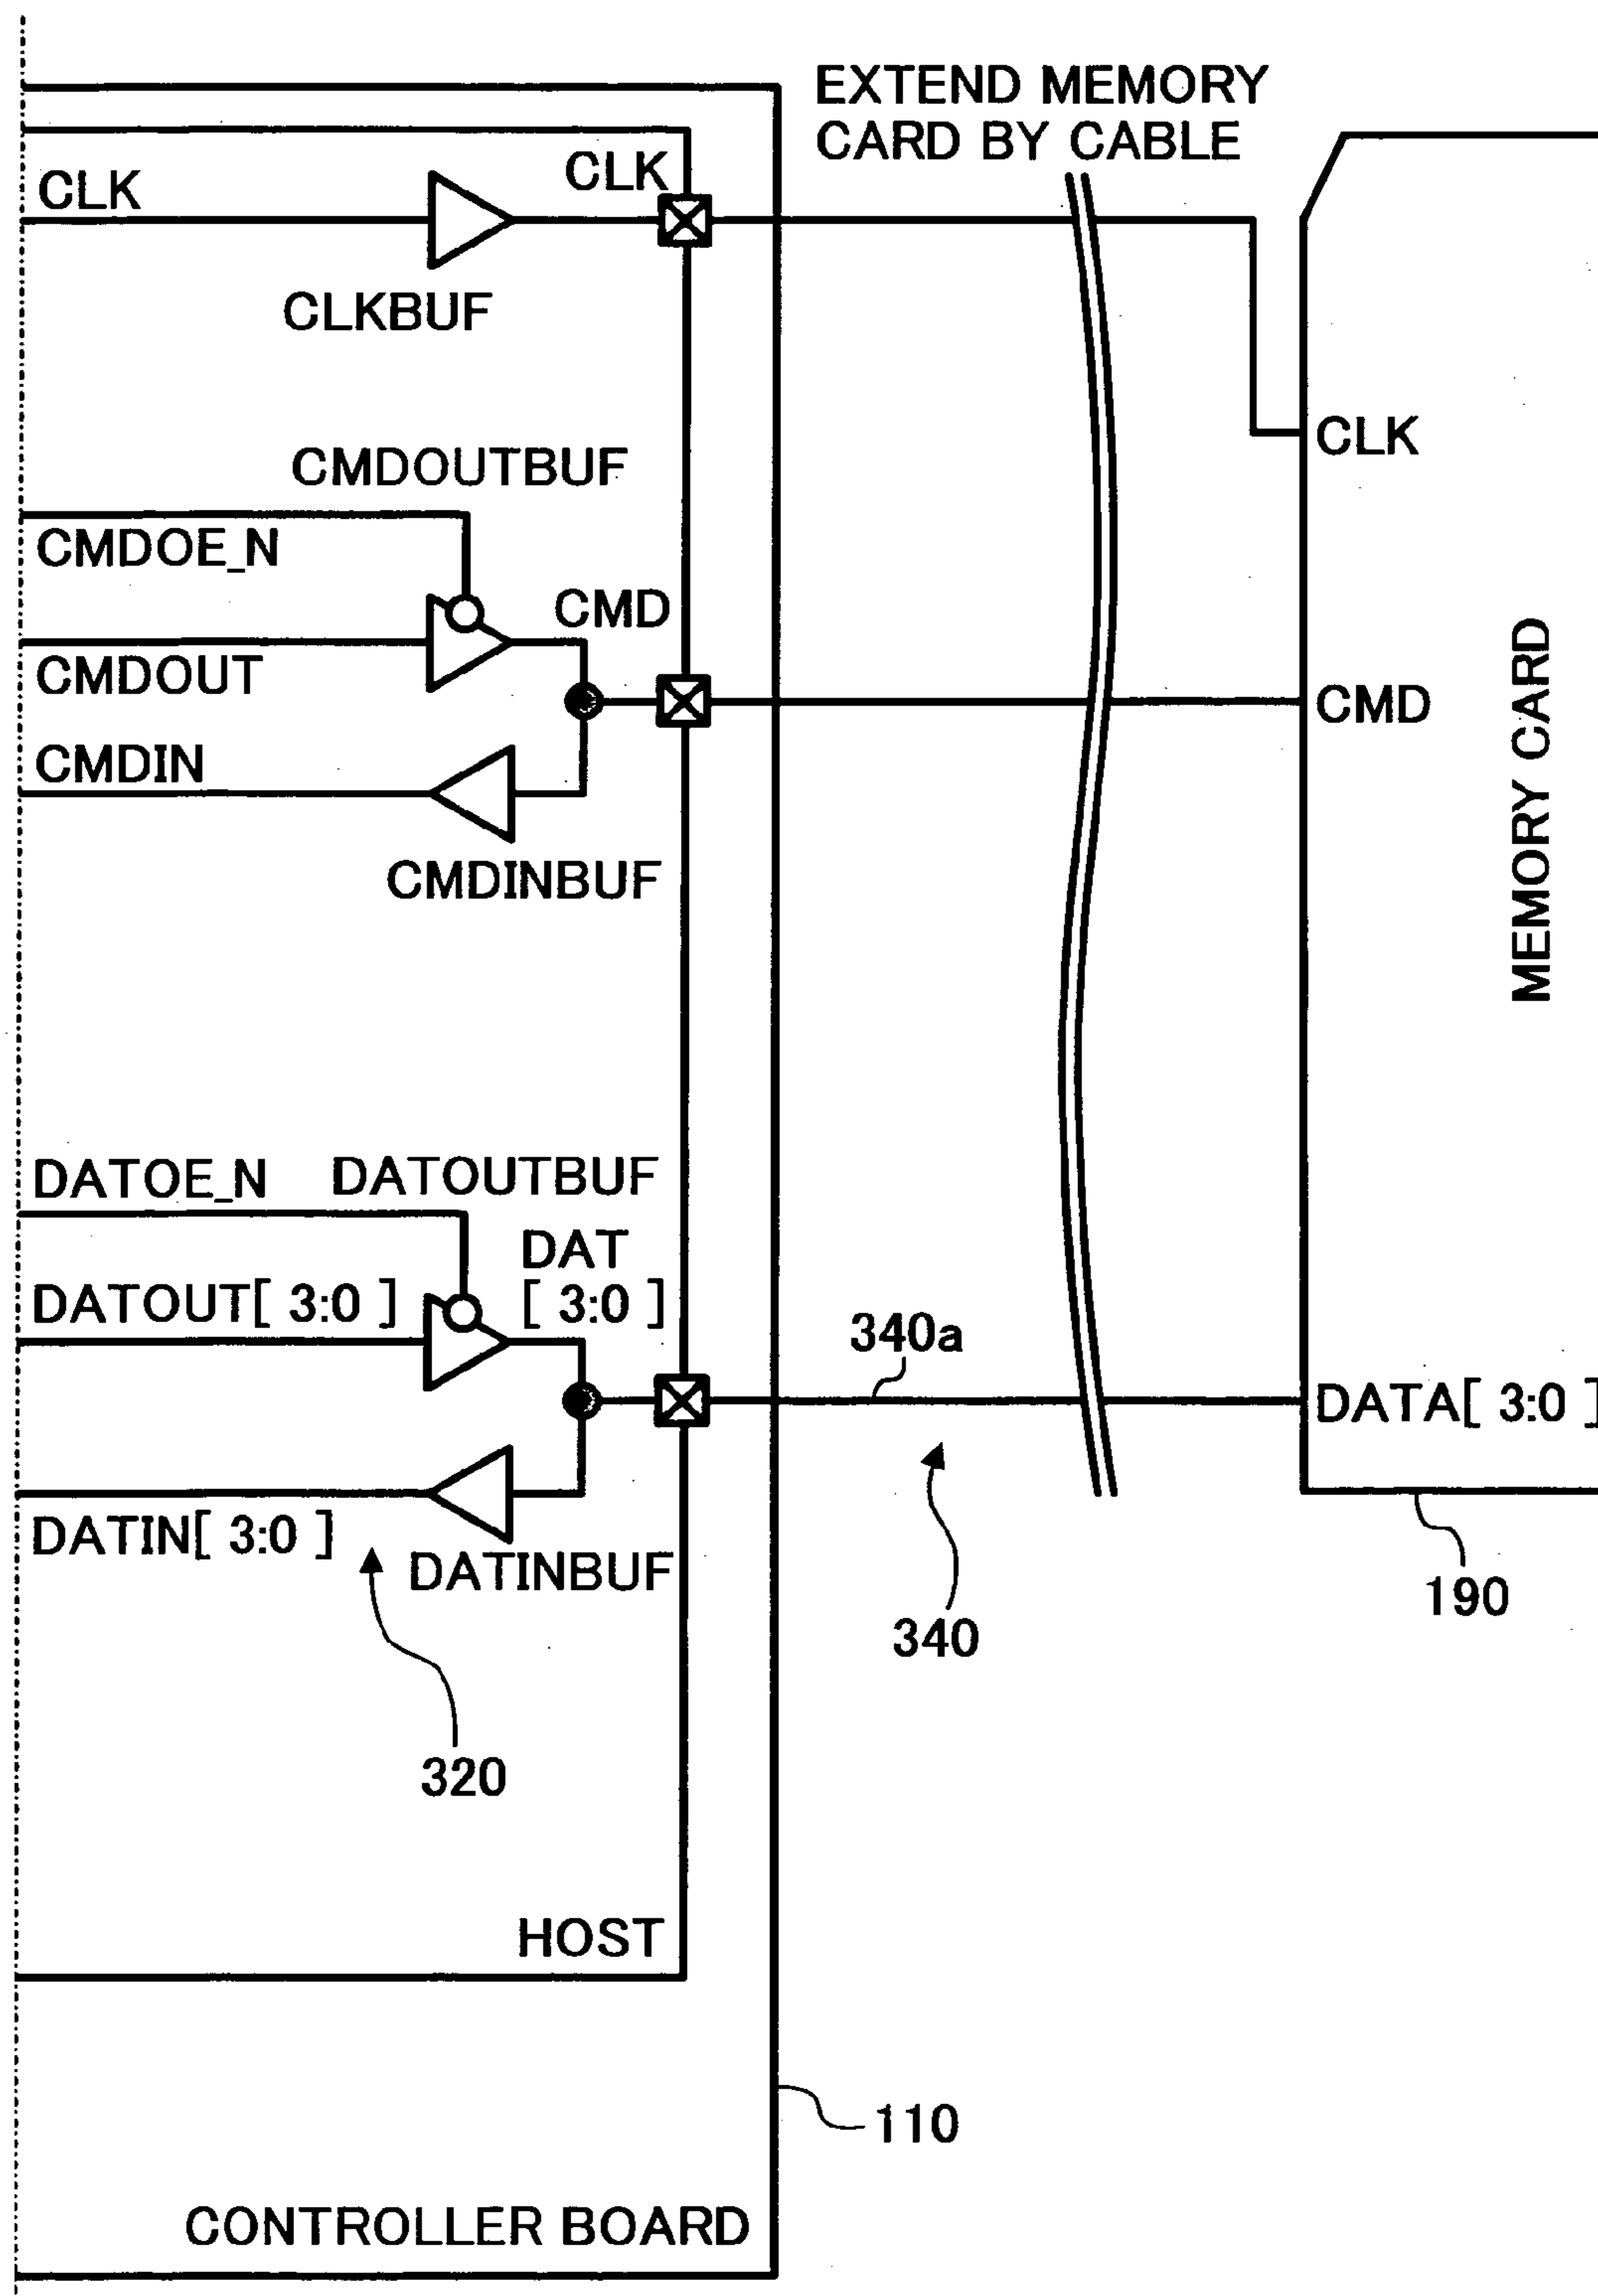 EXTEND MEMORY
CARD BY CABLE
CLK
CLK
CLKBUF
CLK
CMDOUTBUF
CMDOE_N
CMD
CMDOUT
CMD
CMDIN
CMDINBUF
MEMORY CARD
DATOE_N
DATOUTBUF
DAT
[ 3:0 ]
DATOUT[ 3:0 ]
340a
DATA[ 3:0 ]
DATIN[ 3:0 ]
DATINBUF
190
340
320
HOST
110
CONTROLLER BOARD